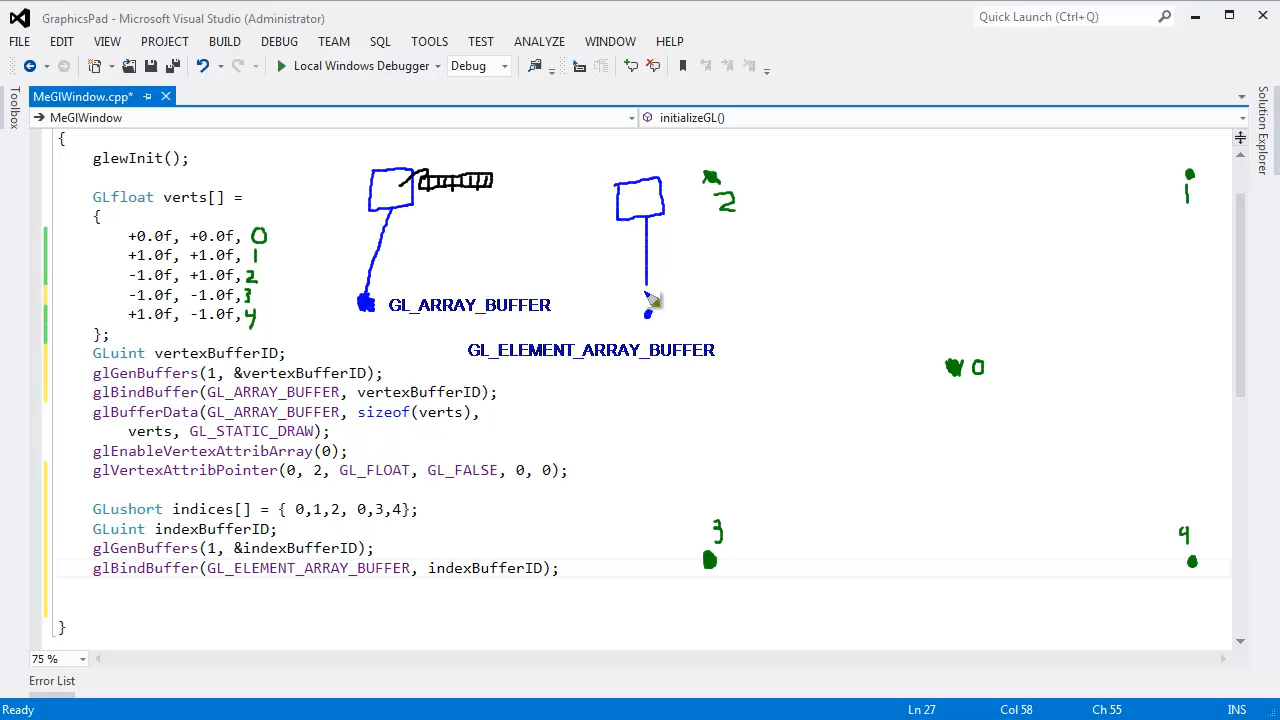 GraphicsPad - Microsoft Visual Studio (Administrator)
Quick Launch (Ctrl+Q)
FILE EDIT VIEW PROJECT BUILD DEBUG TEAM SQL TOOLS TEST ANALYZE WINDOW HELP
Local Windows Debugger Debug
Toolbox
MeGlWindow.cpp*
Solution Explorer
MeGlWindow initializeGL()
{
glewInit();
GLfloat verts[] =
{
+0.0f, +0.0f, 0
+1.0f, +1.0f, 1
-1.0f, +1.0f, 2
-1.0f, -1.0f, 3
+1.0f, -1.0f, 4
};
GLuint vertexBufferID;
glGenBuffers(1, &vertexBufferID);
glBindBuffer(GL_ARRAY_BUFFER, vertexBufferID);
glBufferData(GL_ARRAY_BUFFER, sizeof(verts),
verts, GL_STATIC_DRAW);
glEnableVertexAttribArray(0);
glVertexAttribPointer(0, 2, GL_FLOAT, GL_FALSE, 0, 0);
GLushort indices[] = { 0,1,2, 0,3,4};
GLuint indexBufferID;
glGenBuffers(1, &indexBufferID);
glBindBuffer(GL_ELEMENT_ARRAY_BUFFER, indexBufferID);
}
GL_ARRAY_BUFFER
GL_ELEMENT_ARRAY_BUFFER
2
1
0
3
4
75 %
Error List
Ready Ln 27 Col 58 Ch 55 INS